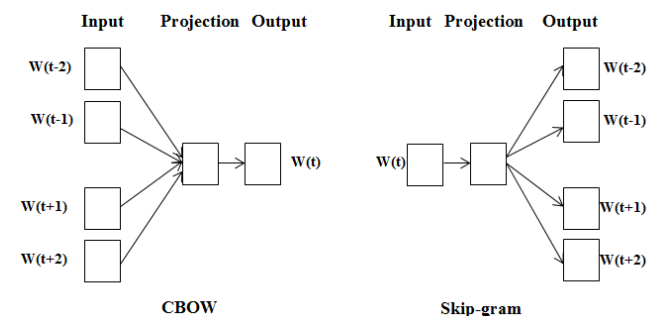 Input Projection Output
W(t-2)
W(t-1)
W(t)
W(t+1)
W(t+2)
CBOW
Input Projection Output
W(t-2)
W(t-1)
W(t)
W(t+1)
W(t+2)
Skip-gram